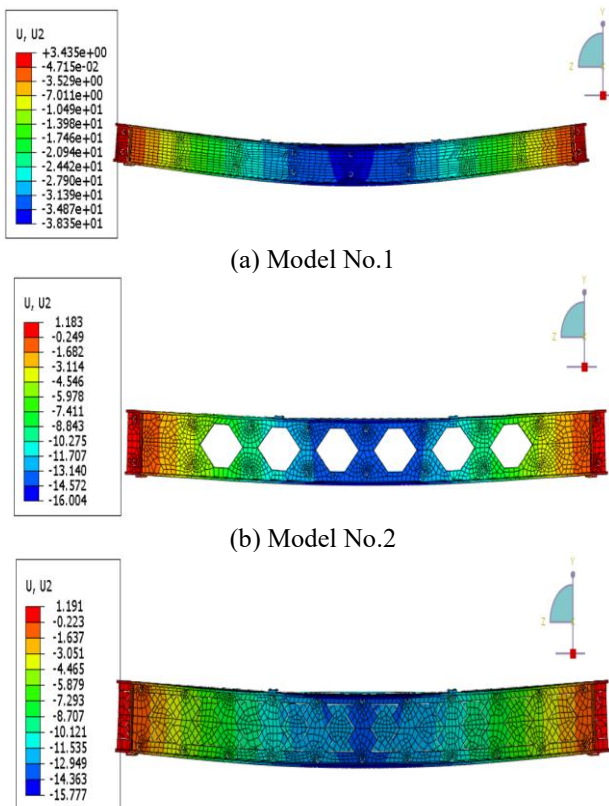 U, U2
+3.435e+00
-4.715e-02
-3.529e+00
-7.011e+00
-1.049e+01
-1.398e+01
-1.746e+01
-2.094e+01
-2.442e+01
-2.790e+01
-3.139e+01
-3.487e+01
-3.835e+01
Y
Z
(a) Model No.1
U, U2
1.183
-0.249
-1.682
-3.114
-4.546
-5.978
-7.411
-8.843
-10.275
-11.707
-13.140
-14.572
-16.004
Y
Z
(b) Model No.2
U, U2
1.191
-0.223
-1.637
-3.051
-4.465
-5.879
-7.293
-8.707
-10.121
-11.535
-12.949
-14.363
-15.777
Y
Z